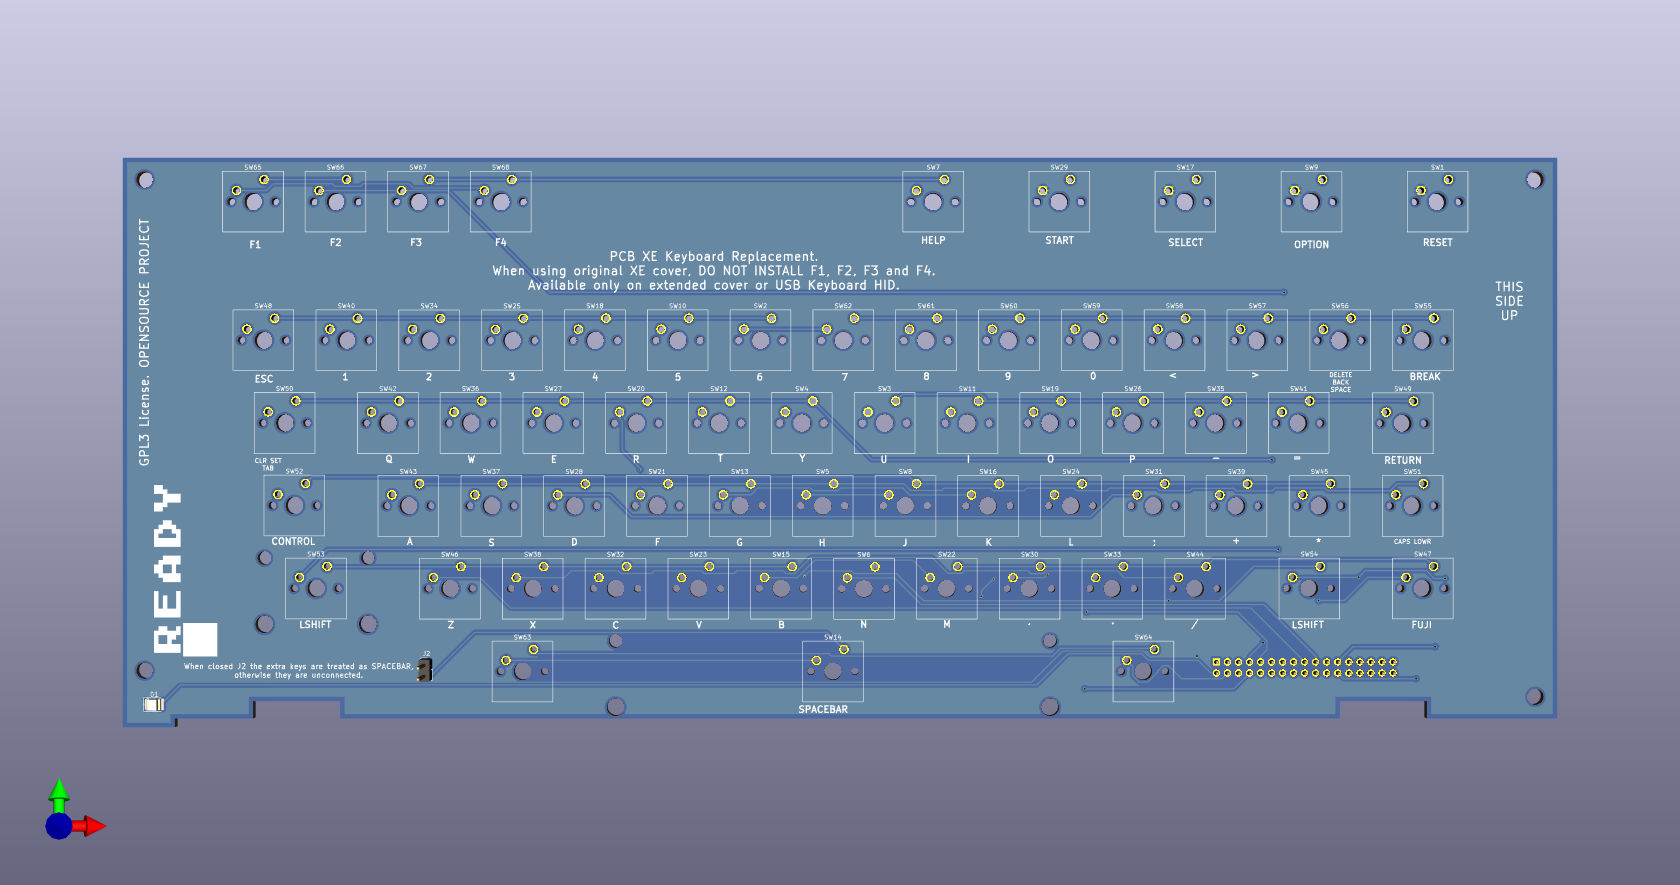 SW65 SW66 SW67 SW68 SW7 SW29 SW17 SW9 SW1
F1 F2 F3 F4 HELP START SELECT OPTION RESET
GPL3 License. OPENSOURCE PROJECT
PCB XE Keyboard Replacement.
When using original XE cover, DO NOT INSTALL F1, F2, F3 and F4.
Available only on extended cover or USB Keyboard HID.
THIS
SIDE
UP
SW48 SW40 SW34 SW25 SW18 SW10 SW2 SW62 SW61 SW60 SW59 SW58 SW57 SW56 SW55
ESC 1 2 3 4 5 6 7 8 9 0 < > DELETE BREAK
BACK
SPACE
SW50 SW42 SW36 SW27 SW20 SW12 SW4 SW3 SW11 SW19 SW26 SW35 SW41 SW49
CLR SET Q W E R T Y U I O P - = RETURN
TAB
SW52 SW43 SW37 SW28 SW21 SW13 SW5 SW8 SW16 SW24 SW31 SW39 SW45 SW51
CONTROL A S D F G H J K L ; + * CAPS LOWR
READY
SW53 SW46 SW38 SW32 SW23 SW15 SW6 SW22 SW30 SW33 SW44 SW54 SW47
LSHIFT Z X C V B N M , . / LSHIFT FUJI
SW63 SW14 SW64
J2
When closed J2 the extra keys are treated as SPACEBAR,
otherwise they are unconnected.
D1
SPACEBAR